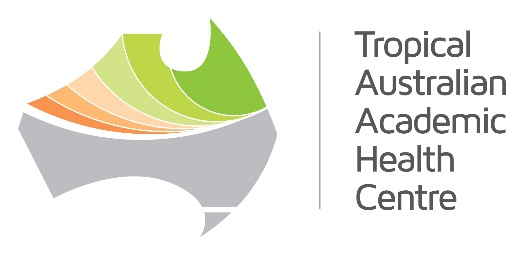 Tropical
Australian
Academic
Health
Centre